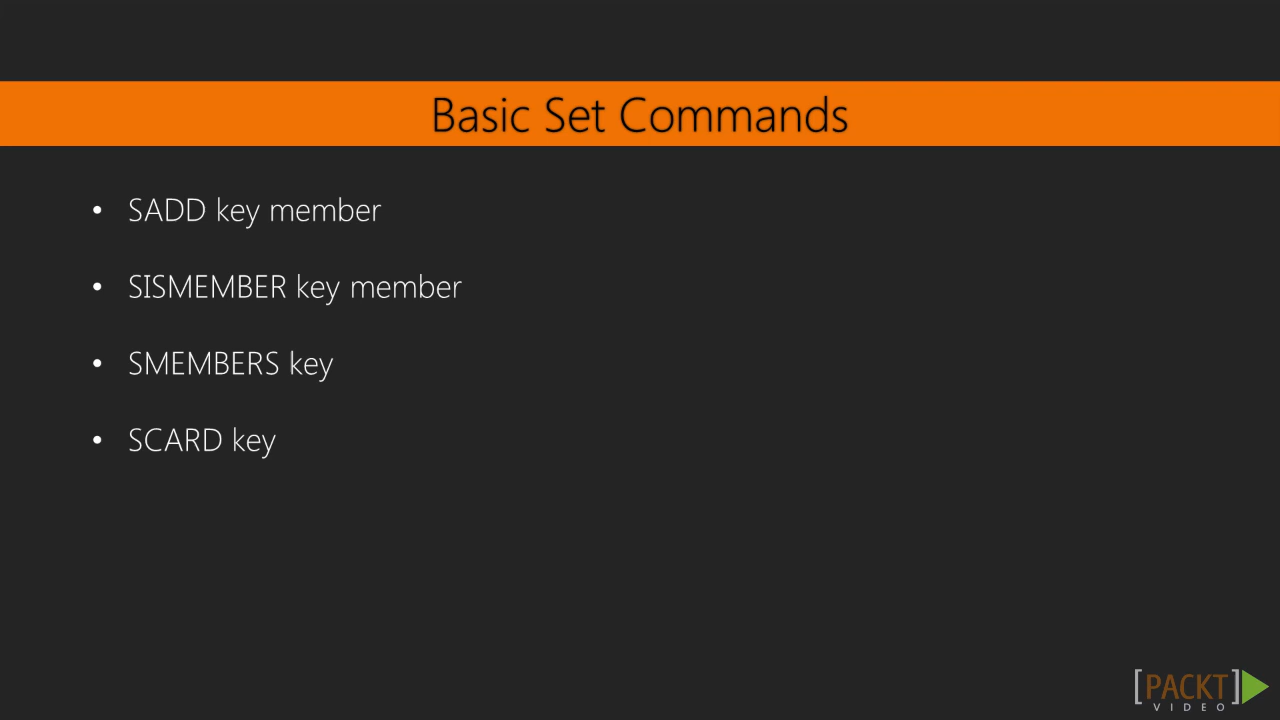 Basic Set Commands
• SADD key member
• SISMEMBER key member
• SMEMBERS key
• SCARD key
[PACKT]
VIDEO